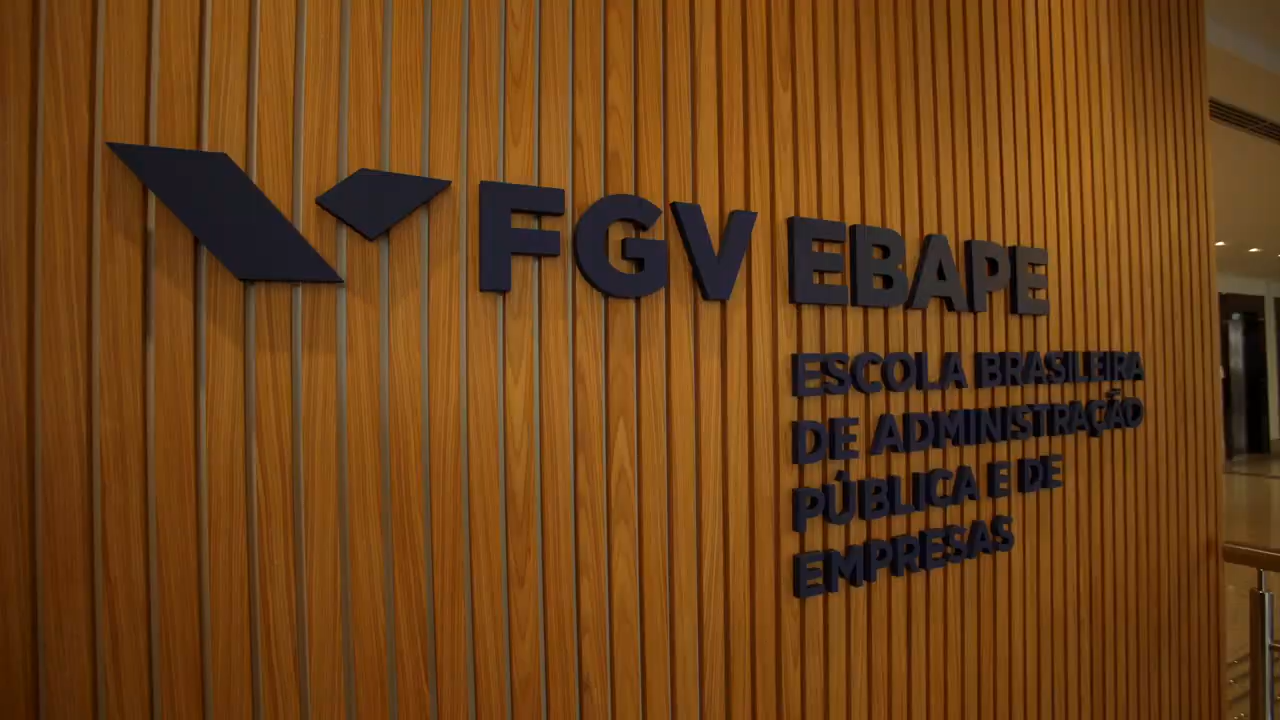 FGV EBAPE
ESCOLA BRASILEIRA
DE ADMINISTRAÇÃO
PÚBLICA E DE
EMPRESAS